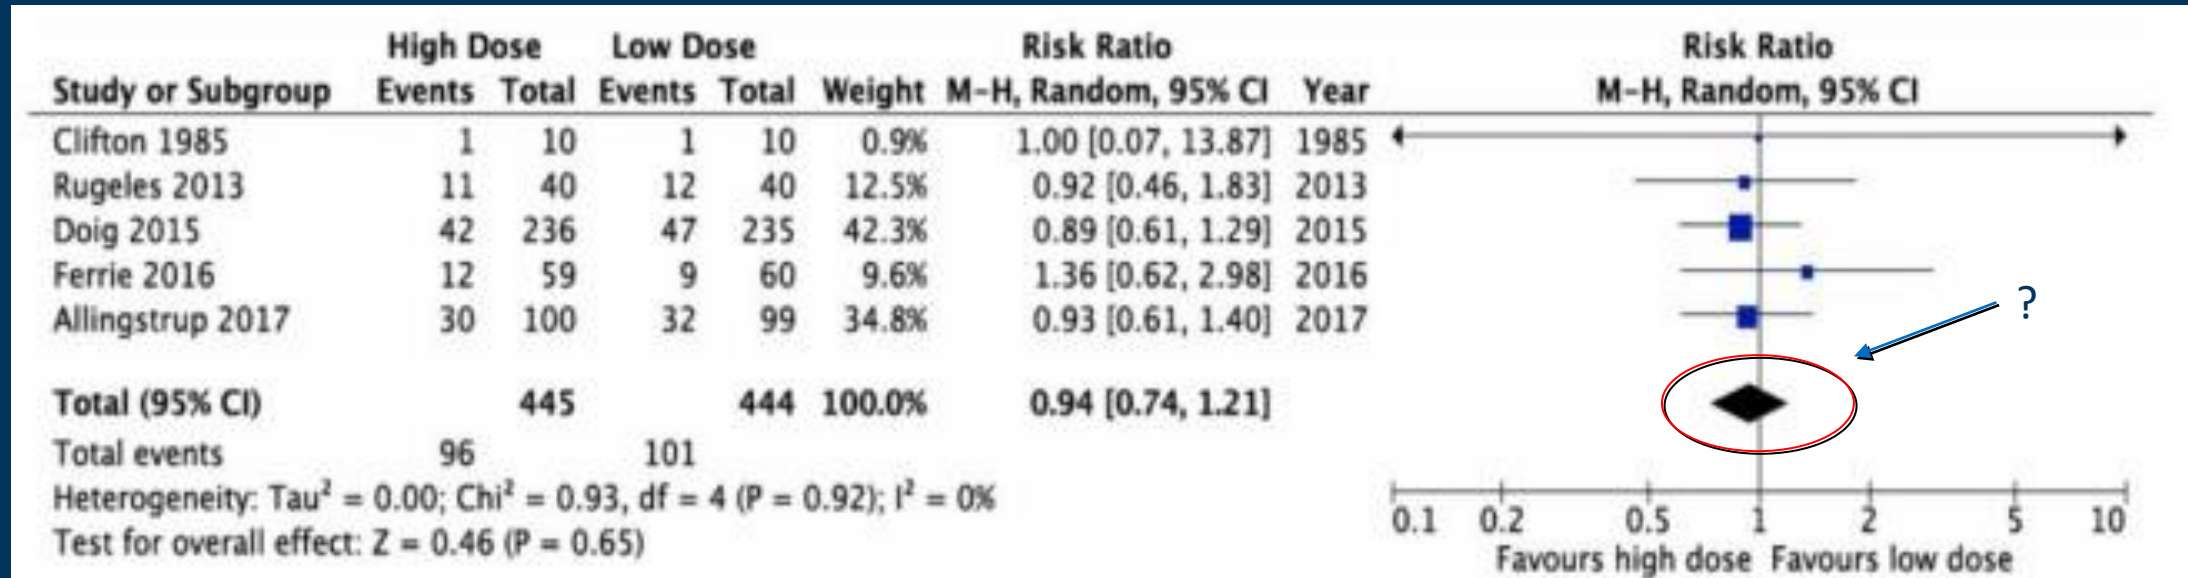 High Dose Low Dose Risk Ratio Risk Ratio
Study or Subgroup Events Total Events Total Weight M-H, Random, 95% CI Year M-H, Random, 95% CI
Clifton 1985 1 10 1 10 0.9% 1.00 [0.07, 13.87] 1985
Rugeles 2013 11 40 12 40 12.5% 0.92 [0.46, 1.83] 2013
Doig 2015 42 236 47 235 42.3% 0.89 [0.61, 1.29] 2015
Ferrie 2016 12 59 9 60 9.6% 1.36 [0.62, 2.98] 2016
Allingstrup 2017 30 100 32 99 34.8% 0.93 [0.61, 1.40] 2017
?
Total (95% CI) 445 444 100.0% 0.94 [0.74, 1.21]
Total events 96 101
Heterogeneity: Tau² = 0.00; Chi² = 0.93, df = 4 (P = 0.92); I² = 0%
Test for overall effect: Z = 0.46 (P = 0.65)
0.1 0.2 0.5 1 2 5 10
Favours high dose Favours low dose